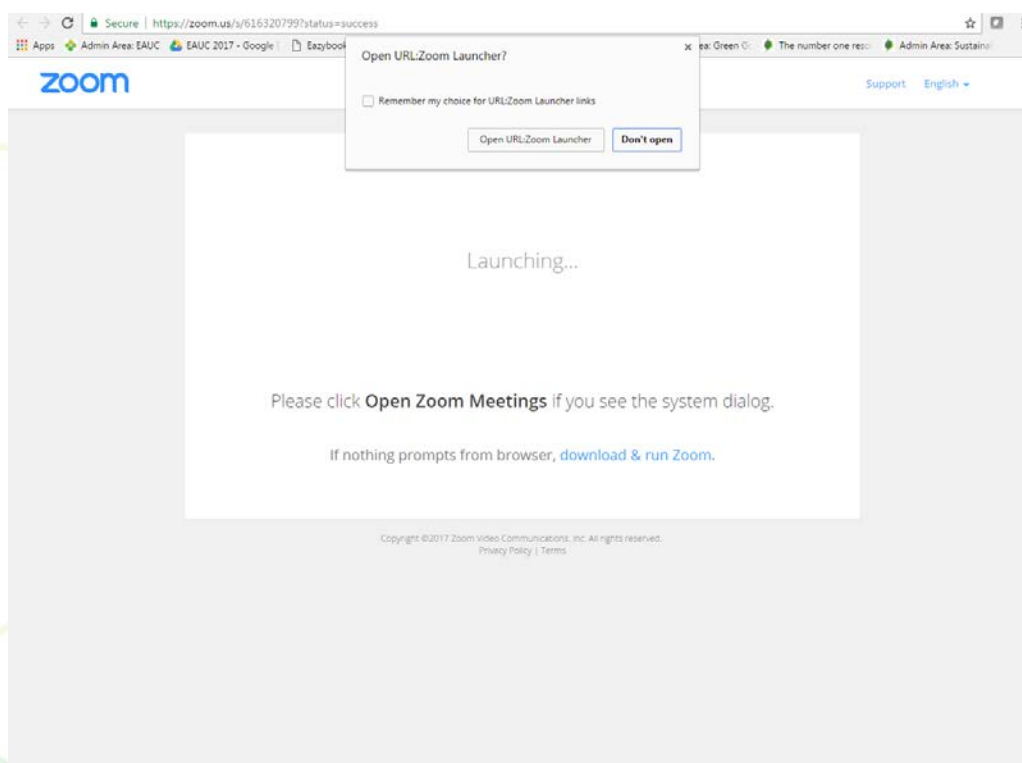 Secure | https://zoom.us/s/616320799?status=success
Apps Admin Area: EAUC EAUC 2017 - Google Eazybook ea: Green G The number one reso Admin Area: Sustaina
Open URL:Zoom Launcher?
x
Remember my choice for URL:Zoom Launcher links
Open URL:Zoom Launcher Don't open
zoom Support English
Launching...
Please click Open Zoom Meetings if you see the system dialog.
If nothing prompts from browser, download & run Zoom.
Copyright ©2017 Zoom Video Communications, Inc. All rights reserved.
Privacy Policy | Terms